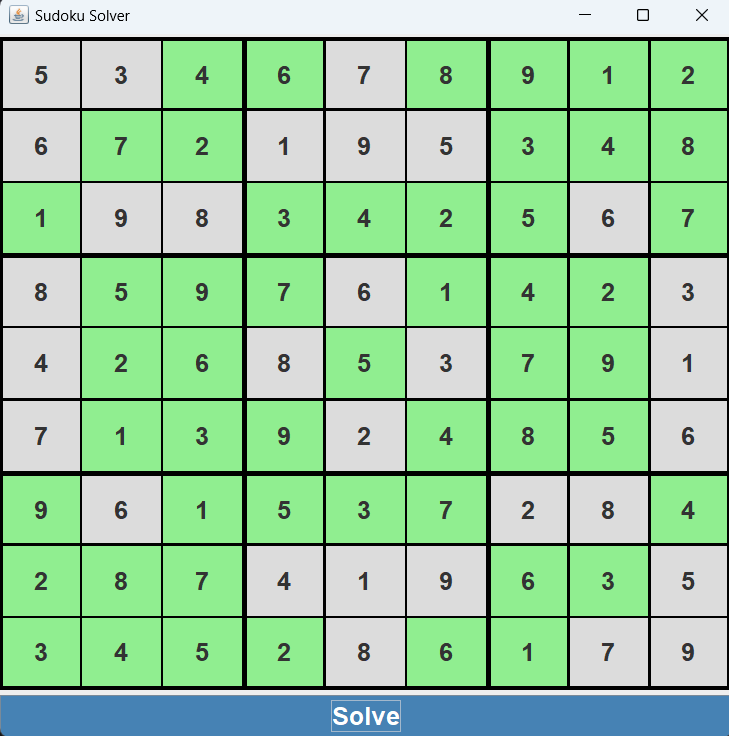 Sudoku Solver
5 3 4 6 7 8 9 1 2
6 7 2 1 9 5 3 4 8
1 9 8 3 4 2 5 6 7
8 5 9 7 6 1 4 2 3
4 2 6 8 5 3 7 9 1
7 1 3 9 2 4 8 5 6
9 6 1 5 3 7 2 8 4
2 8 7 4 1 9 6 3 5
3 4 5 2 8 6 1 7 9
Solve